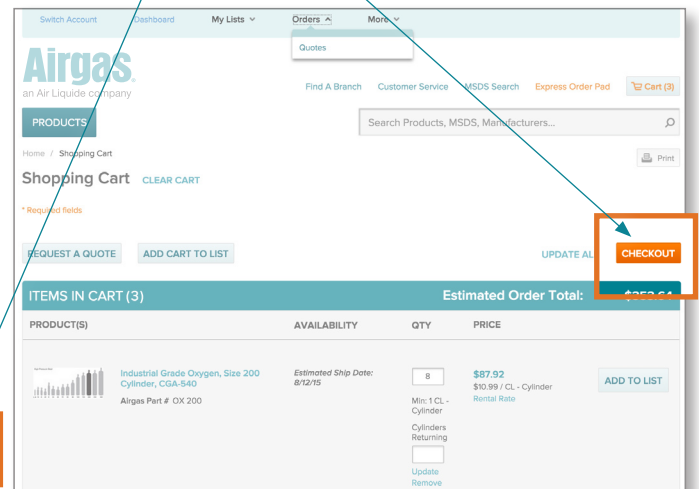 Switch Account Dashboard My Lists Orders More
Quotes
Airgas
an Air Liquide company
Find A Branch Customer Service MSDS Search Express Order Pad Cart (3)
PRODUCTS
Search Products, MSDS, Manufacturers...
Home / Shopping Cart
Print
Shopping Cart CLEAR CART
* Required fields
REQUEST A QUOTE ADD CART TO LIST UPDATE AL CHECKOUT
ITEMS IN CART (3) Estimated Order Total:
PRODUCT(S) AVAILABILITY QTY PRICE
Industrial Grade Oxygen, Size 200
Cylinder, CGA-540
Airgas Part # OX 200
Estimated Ship Date:
8/12/15
8
Min: 1 CL -
Cylinder
Cylinders
Returning
Update
Remove
$87.92
$10.99 / CL - Cylinder
Rental Rate
ADD TO LIST